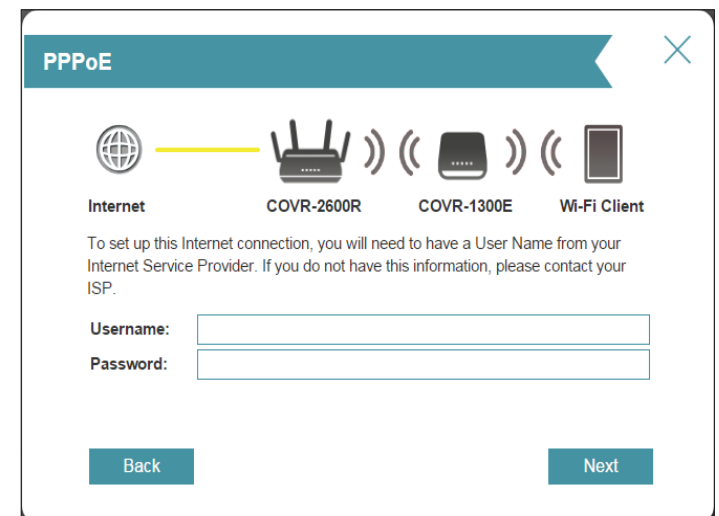 PPPoE
Internet
COVR-2600R
COVR-1300E
Wi-Fi Client
To set up this Internet connection, you will need to have a User Name from your
Internet Service Provider. If you do not have this information, please contact your
ISP.
Username:
Password:
Back
Next